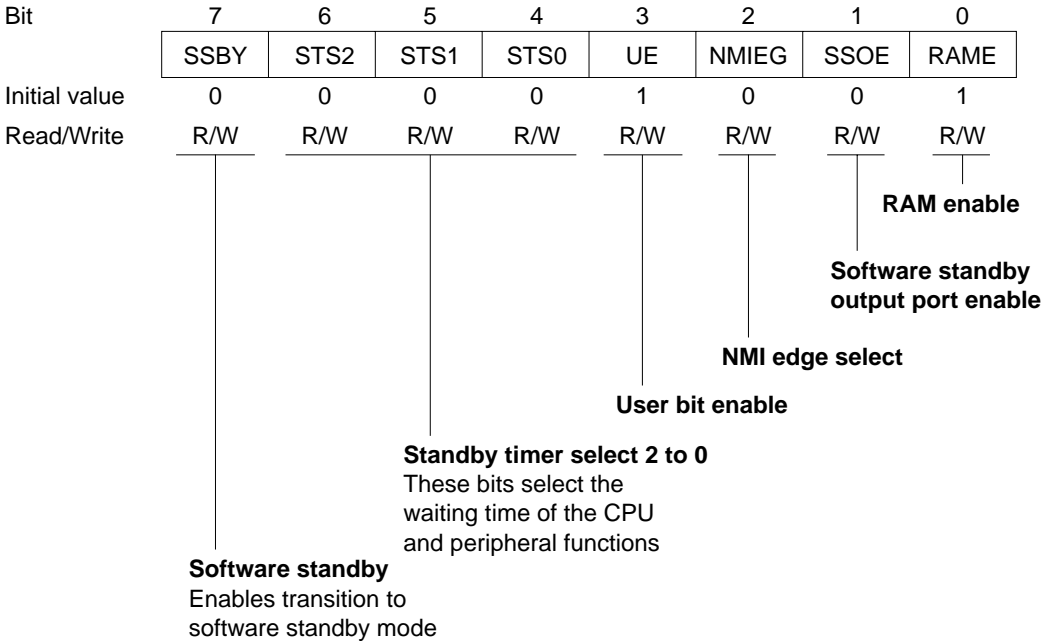 Bit 7 6 5 4 3 2 1 0
SSBY STS2 STS1 STS0 UE NMIEG SSOE RAME
Initial value 0 0 0 0 1 0 0 1
Read/Write R/W R/W R/W R/W R/W R/W R/W R/W
RAM enable
Software standby
output port enable
NMI edge select
User bit enable
Standby timer select 2 to 0
These bits select the
waiting time of the CPU
and peripheral functions
Software standby
Enables transition to
software standby mode